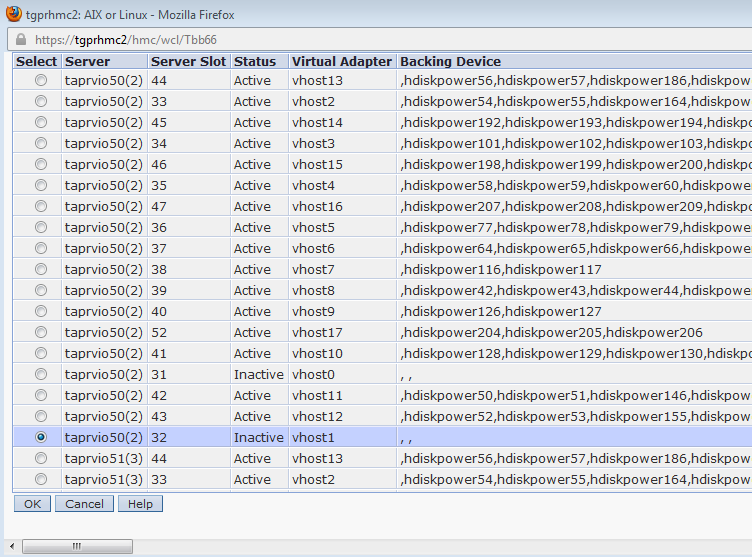 tgprhmc2: AIX or Linux - Mozilla Firefox
https://tgprhmc2/hmc/wcl/Tbb66
Select Server Server Slot Status Virtual Adapter Backing Device
taprvio50(2) 44 Active vhost13 ,hdiskpower56,hdiskpower57,hdiskpower186,hdiskpow
taprvio50(2) 33 Active vhost2 ,hdiskpower54,hdiskpower55,hdiskpower164,hdiskpow
taprvio50(2) 45 Active vhost14 ,hdiskpower192,hdiskpower193,hdiskpower194,hdiskp
taprvio50(2) 34 Active vhost3 ,hdiskpower101,hdiskpower102,hdiskpower103,hdiskp
taprvio50(2) 46 Active vhost15 ,hdiskpower198,hdiskpower199,hdiskpower200,hdiskp
taprvio50(2) 35 Active vhost4 ,hdiskpower58,hdiskpower59,hdiskpower60,hdiskpowe
taprvio50(2) 47 Active vhost16 ,hdiskpower207,hdiskpower208,hdiskpower209,hdiskp
taprvio50(2) 36 Active vhost5 ,hdiskpower77,hdiskpower78,hdiskpower79,hdiskpowe
taprvio50(2) 37 Active vhost6 ,hdiskpower64,hdiskpower65,hdiskpower66,hdiskpowe
taprvio50(2) 38 Active vhost7 ,hdiskpower116,hdiskpower117
taprvio50(2) 39 Active vhost8 ,hdiskpower42,hdiskpower43,hdiskpower44,hdiskpowe
taprvio50(2) 40 Active vhost9 ,hdiskpower126,hdiskpower127
taprvio50(2) 52 Active vhost17 ,hdiskpower204,hdiskpower205,hdiskpower206
taprvio50(2) 41 Active vhost10 ,hdiskpower128,hdiskpower129,hdiskpower130,hdiskp
taprvio50(2) 31 Inactive vhost0 , ,
taprvio50(2) 42 Active vhost11 ,hdiskpower50,hdiskpower51,hdiskpower146,hdiskpow
taprvio50(2) 43 Active vhost12 ,hdiskpower52,hdiskpower53,hdiskpower155,hdiskpow
taprvio50(2) 32 Inactive vhost1 , ,
taprvio51(3) 44 Active vhost13 ,hdiskpower56,hdiskpower57,hdiskpower186,hdiskpow
taprvio51(3) 33 Active vhost2 ,hdiskpower54,hdiskpower55,hdiskpower164,hdiskpow
OK Cancel Help